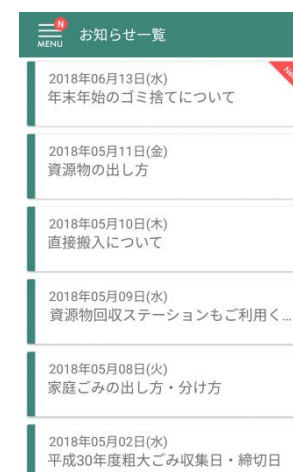 N
MENU
お知らせ一覧
2018年06月13日(水)
New
年末年始のゴミ捨てについて
2018年05月11日(金)
資源物の出し方
2018年05月10日(木)
直接搬入について
2018年05月09日(水)
資源物回収ステーションもご利用く...
2018年05月08日(火)
家庭ごみの出し方・分け方
2018年05月02日(水)
平成30年度粗大ごみ収集日・締切日